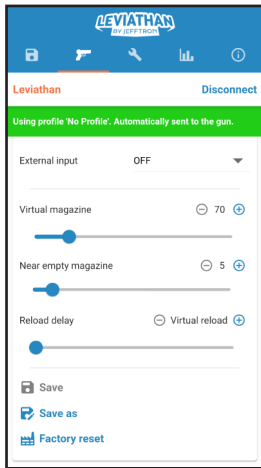 LEVIATHAN
BY JEFFTRON
Leviathan Disconnect
Using profile 'No Profile'. Automatically sent to the gun.
External input OFF
Virtual magazine 70
Near empty magazine 5
Reload delay Virtual reload
Save
Save as
Factory reset